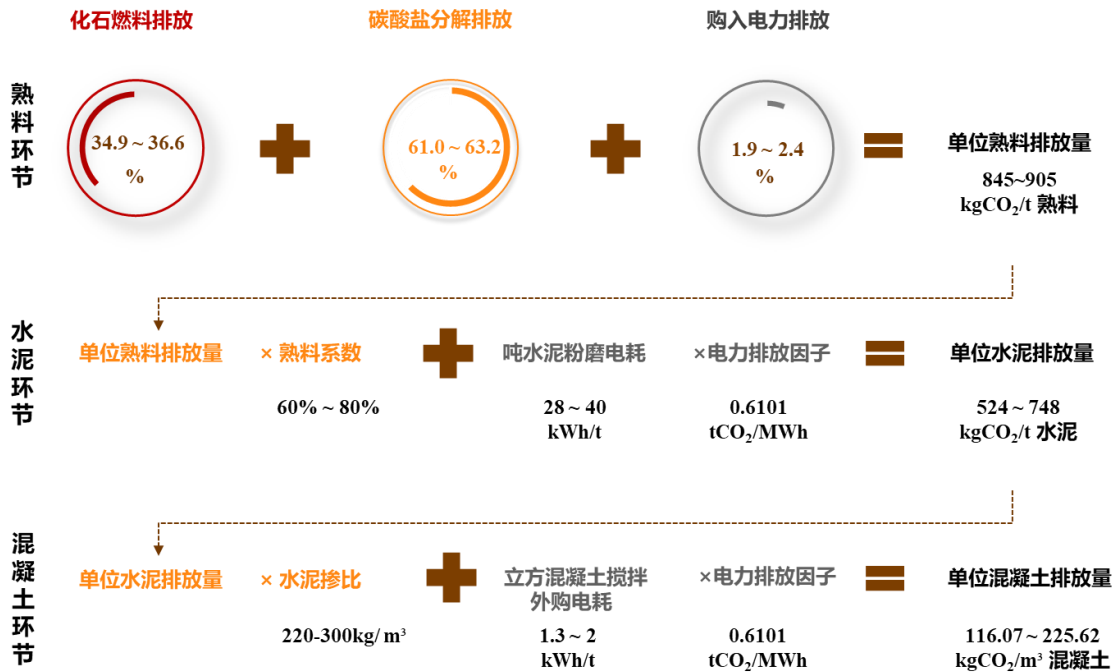 化石燃料排放
碳酸盐分解排放
购入电力排放
熟料环节
34.9 ~ 36.6
%
61.0 ~ 63.2
%
1.9 ~ 2.4
%
单位熟料排放量
845~905
kgCO₂/t 熟料
水泥环节
单位熟料排放量
× 熟料系数
吨水泥粉磨电耗
×电力排放因子
单位水泥排放量
60% ~ 80%
28 ~ 40
kWh/t
0.6101
tCO₂/MWh
524 ~ 748
kgCO₂/t 水泥
混凝土环节
单位水泥排放量
× 水泥掺比
立方混凝土搅拌
外购电耗
×电力排放因子
单位混凝土排放量
220-300kg/ m³
1.3 ~ 2
kWh/t
0.6101
tCO₂/MWh
116.07 ~ 225.62
kgCO₂/m³ 混凝土